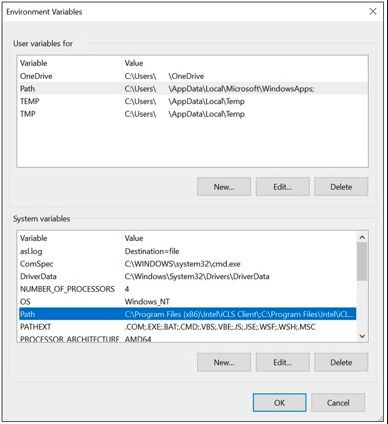 Environment Variables
User variables for
Variable Value
OneDrive C:\Users\ \OneDrive
Path C:\Users\ \AppData\Local\Microsoft\WindowsApps;
TEMP C:\Users\ \AppData\Local\Temp
TMP C:\Users\ \AppData\Local\Temp
New... Edit... Delete
System variables
Variable Value
asl.log Destination=file
ComSpec C:\WINDOWS\system32\cmd.exe
DriverData C:\Windows\System32\Drivers\DriverData
NUMBER_OF_PROCESSORS 4
OS Windows_NT
Path C:\Program Files (x86)\Intel\iCLS Client\;C:\Program Files\Intel\iCL...
PATHEXT .COM;.EXE;.BAT;.CMD;.VBS;.VBE;.JS;.JSE;.WSF;.WSH;.MSC
PROCESSOR_ARCHITECTURE AMD64
New... Edit... Delete
OK Cancel